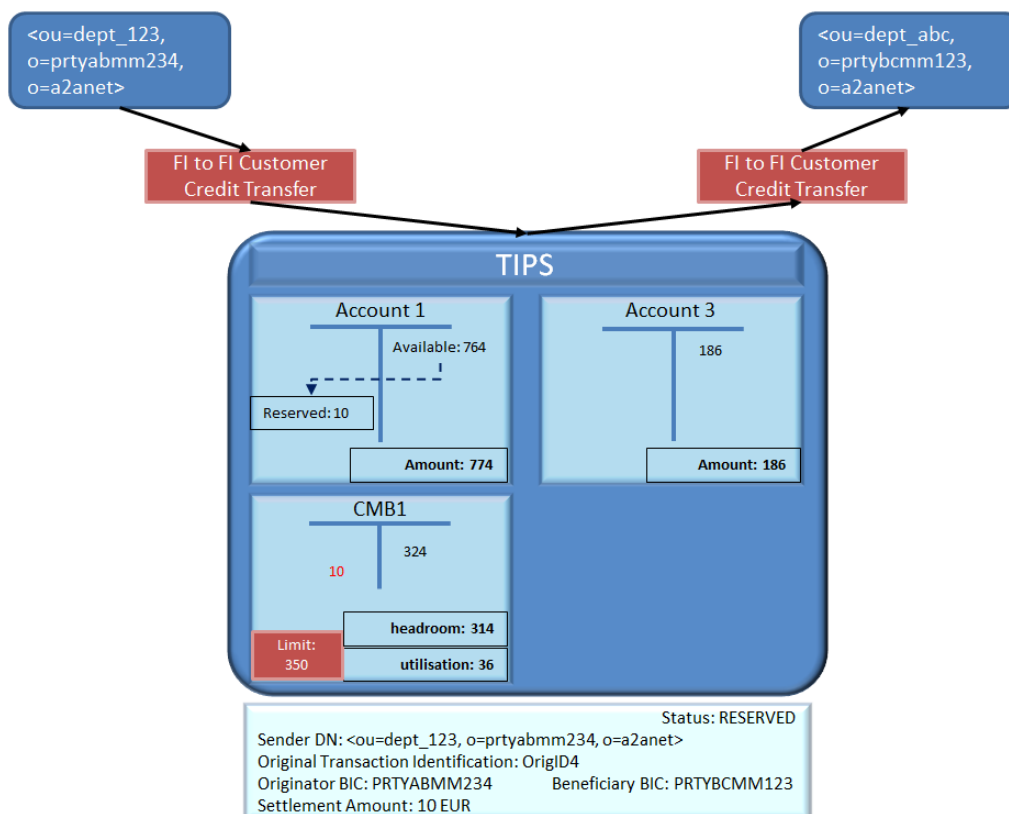 <ou=dept_123,
o=prtyabmm234,
o=a2anet>
<ou=dept_abc,
o=prtybcmm123,
o=a2anet>
FI to FI Customer
Credit Transfer
FI to FI Customer
Credit Transfer
TIPS
Account 1
Available: 764
Reserved: 10
Amount: 774
Account 3
186
Amount: 186
CMB1
324
10
headroom: 314
Limit:
350
utilisation: 36
Status: RESERVED
Sender DN: <ou=dept_123, o=prtyabmm234, o=a2anet>
Original Transaction Identification: OrigID4
Originator BIC: PRTYABMM234 Beneficiary BIC: PRTYBCMM123
Settlement Amount: 10 EUR